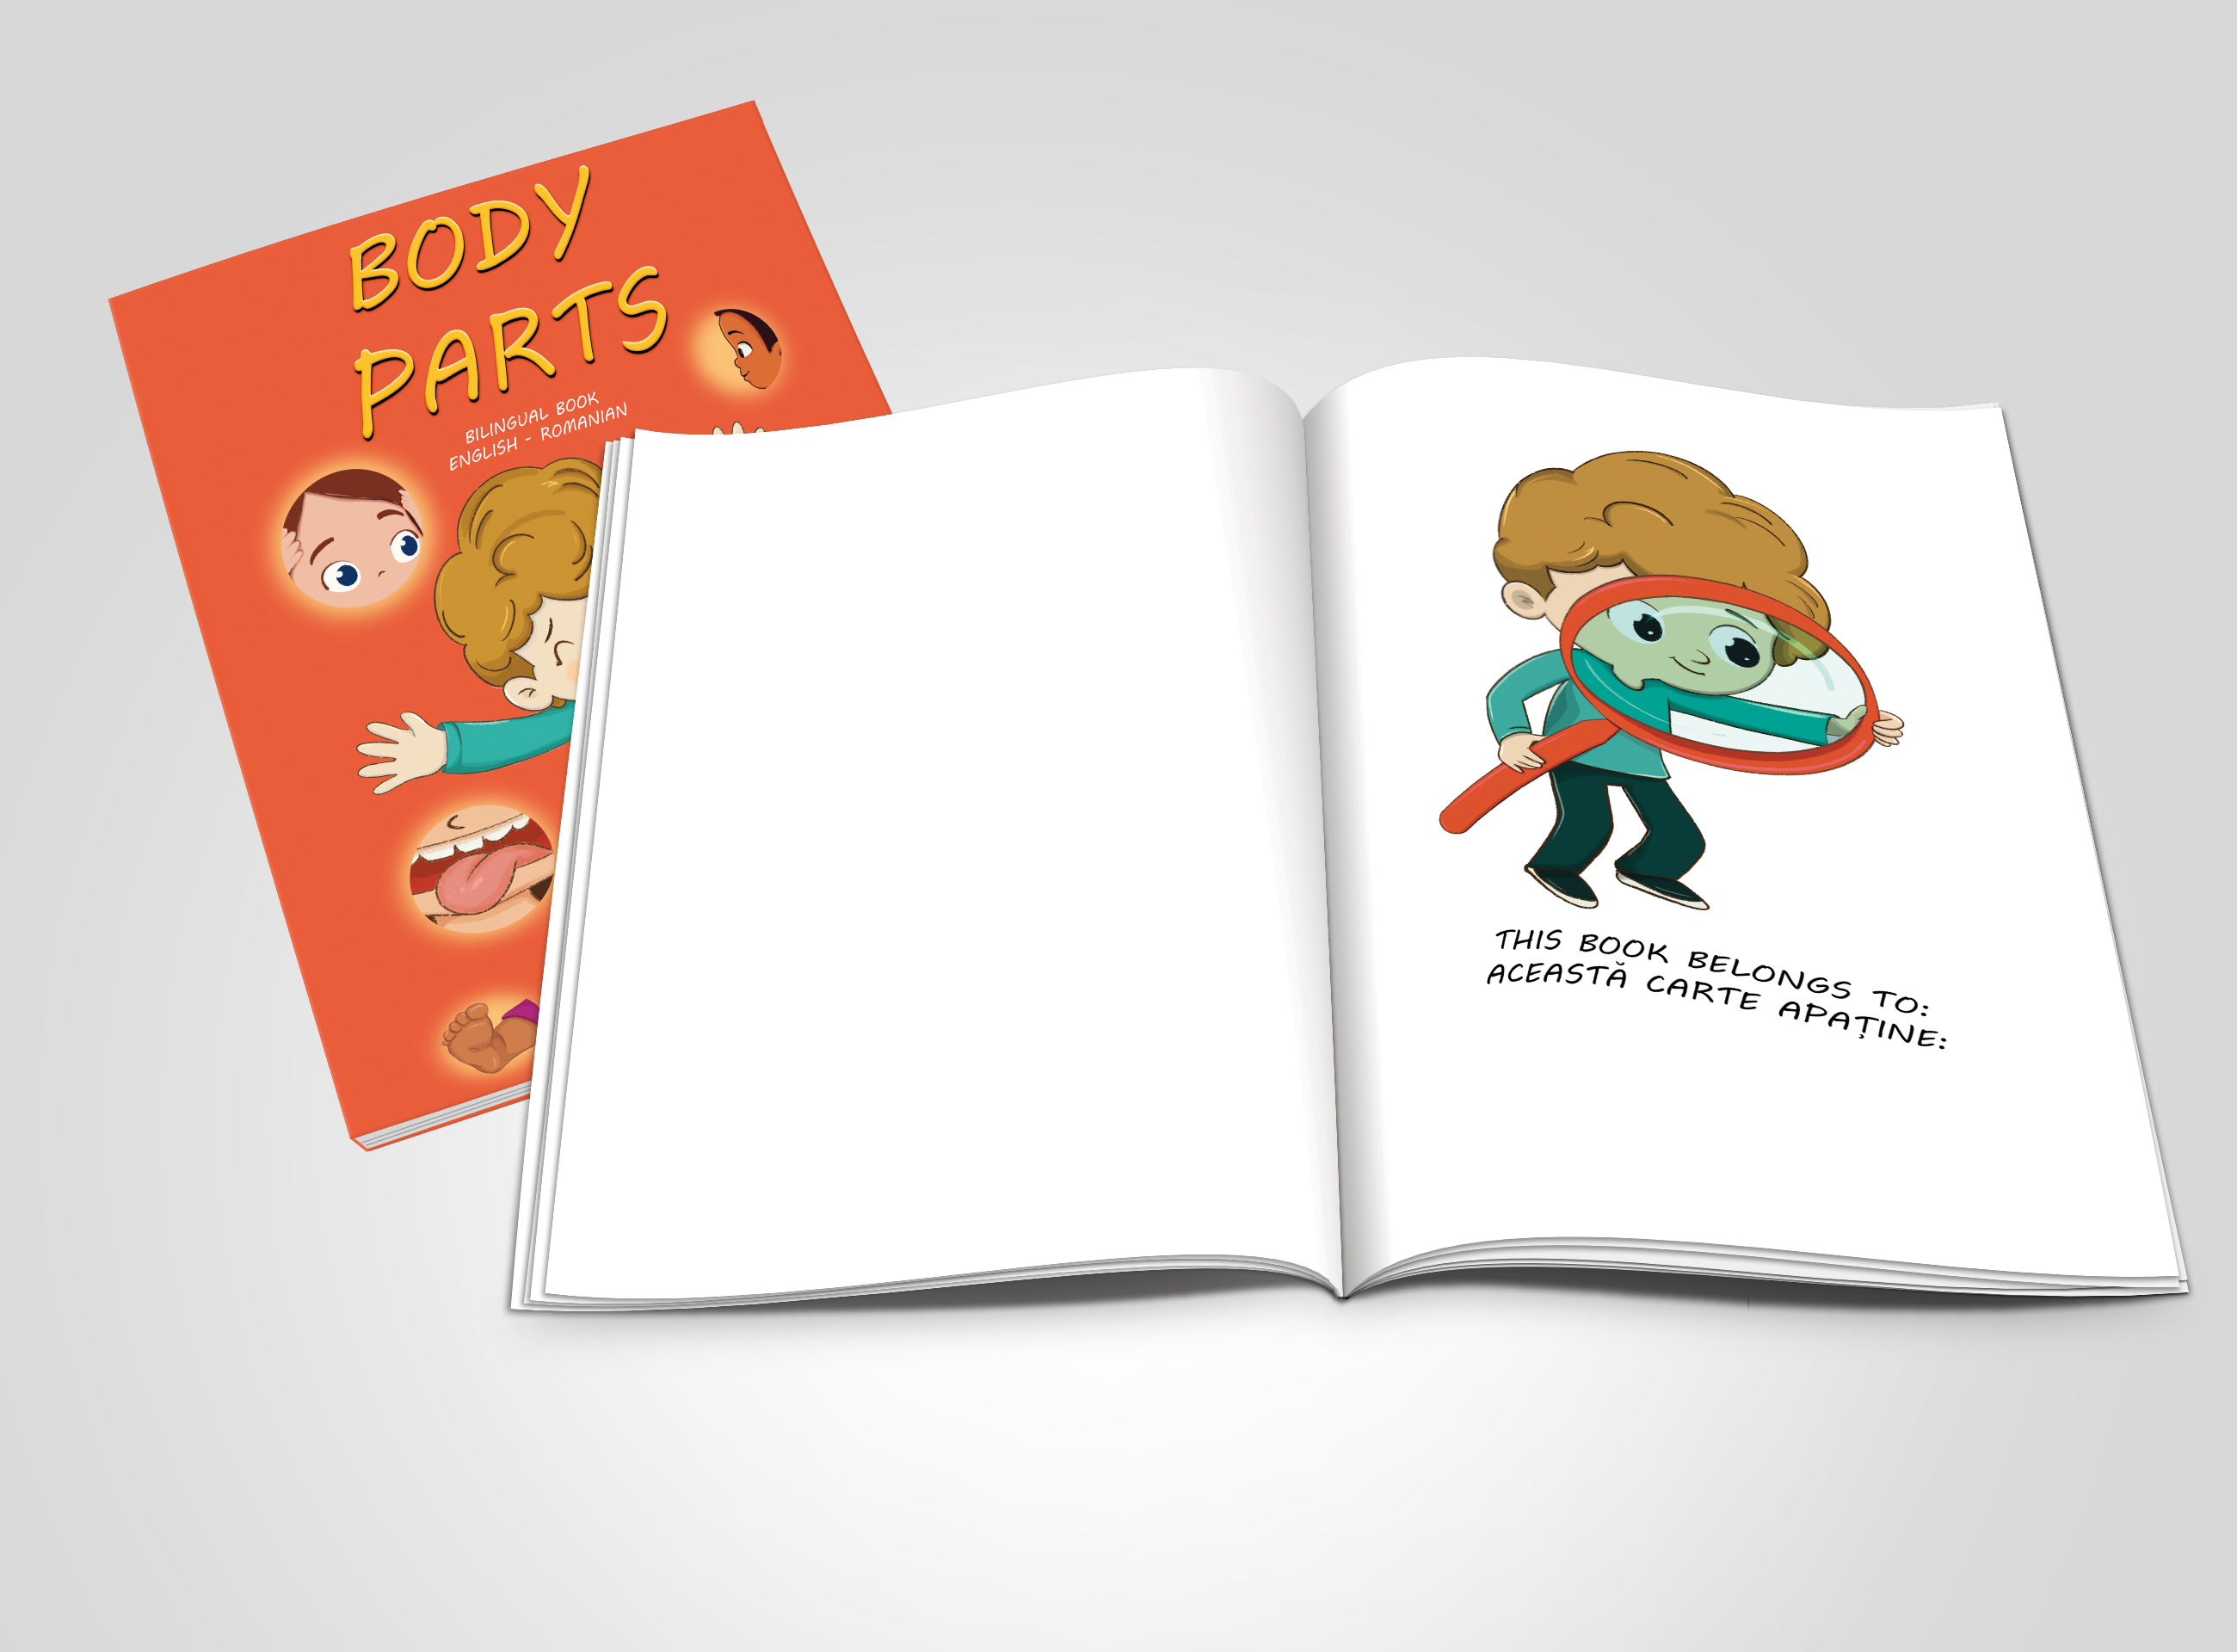 BODY
PARTS
BILINGUAL BOOK
ENGLISH - ROMANIAN
THIS BOOK BELONGS TO:
ACEASTĂ CARTE APAȚINE: